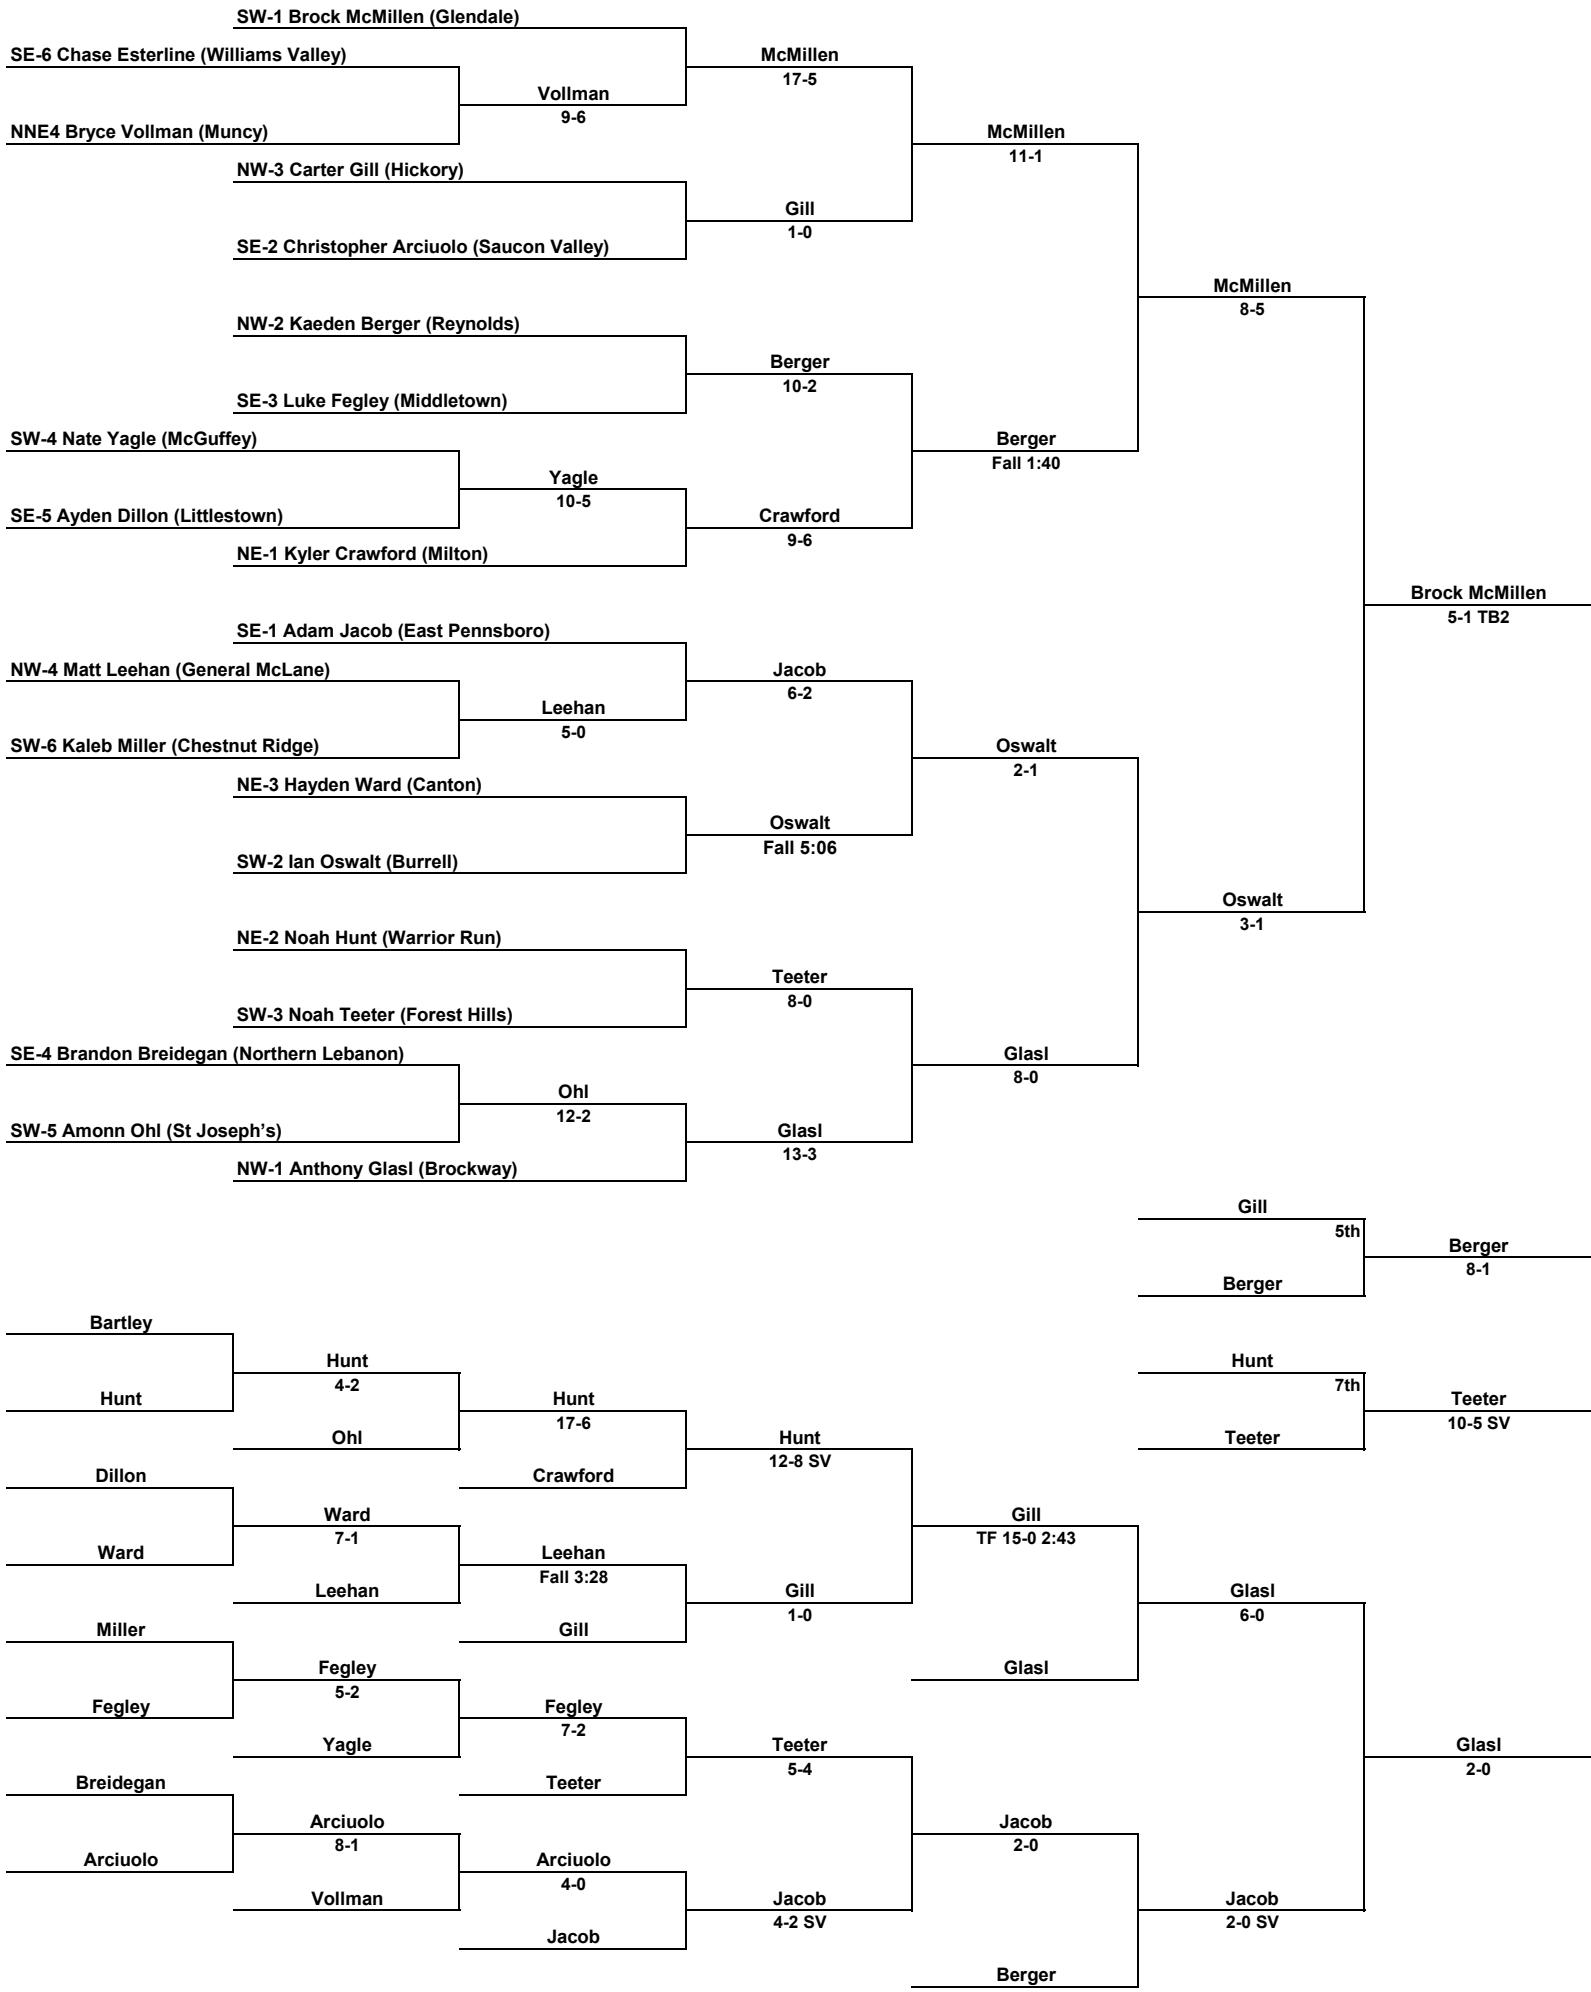 SW-1 Brock McMillen (Glendale)
SE-6 Chase Esterline (Williams Valley)
McMillen
17-5
Vollman
9-6
NNE4 Bryce Vollman (Muncy)
McMillen
11-1
NW-3 Carter Gill (Hickory)
Gill
1-0
SE-2 Christopher Arciuolo (Saucon Valley)
McMillen
8-5
NW-2 Kaeden Berger (Reynolds)
Berger
10-2
SE-3 Luke Fegley (Middletown)
SW-4 Nate Yagle (McGuffey)
Berger
Fall 1:40
Yagle
10-5
SE-5 Ayden Dillon (Littlestown)
Crawford
9-6
NE-1 Kyler Crawford (Milton)
Brock McMillen
5-1 TB2
SE-1 Adam Jacob (East Pennsboro)
NW-4 Matt Leehan (General McLane)
Jacob
6-2
Leehan
5-0
SW-6 Kaleb Miller (Chestnut Ridge)
Oswalt
2-1
NE-3 Hayden Ward (Canton)
Oswalt
Fall 5:06
SW-2 Ian Oswalt (Burrell)
Oswalt
3-1
NE-2 Noah Hunt (Warrior Run)
Teeter
8-0
SW-3 Noah Teeter (Forest Hills)
SE-4 Brandon Breidegan (Northern Lebanon)
Glasl
8-0
Ohl
12-2
SW-5 Amonn Ohl (St Joseph's)
Glasl
13-3
NW-1 Anthony Glasl (Brockway)
Gill
5th
Berger
8-1
Berger
Bartley
Hunt
4-2
Hunt
7th
Hunt
Hunt
17-6
Teeter
10-5 SV
Ohl
Hunt
12-8 SV
Teeter
Dillon
Crawford
Ward
7-1
Gill
TF 15-0 2:43
Ward
Leehan
Fall 3:28
Leehan
Gill
1-0
Glasl
6-0
Miller
Gill
Fegley
5-2
Glasl
Fegley
Fegley
7-2
Yagle
Teeter
5-4
Glasl
2-0
Breidegan
Teeter
Arciuolo
8-1
Jacob
2-0
Arciuolo
Arciuolo
4-0
Vollman
Jacob
4-2 SV
Jacob
2-0 SV
Jacob
Berger